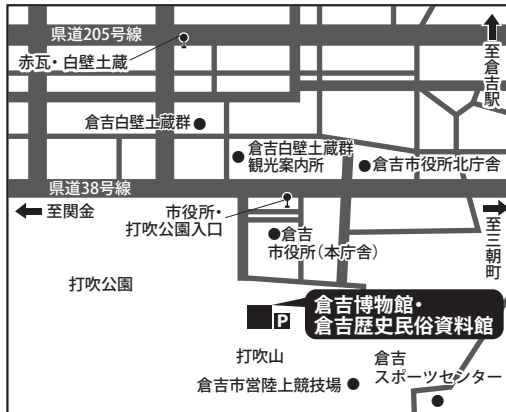 県道205号線
赤瓦・白壁土蔵
至倉吉駅
倉吉白壁土蔵群
倉吉白壁土蔵群
観光案内所
倉吉市役所北庁舎
県道38号線
至関金
市役所・
打吹公園入口
至三朝町
倉吉
市役所(本庁舎)
打吹公園
倉吉博物館・
倉吉歴史民俗資料館
P
打吹山
倉吉
スポーツセンター
倉吉市営陸上競技場